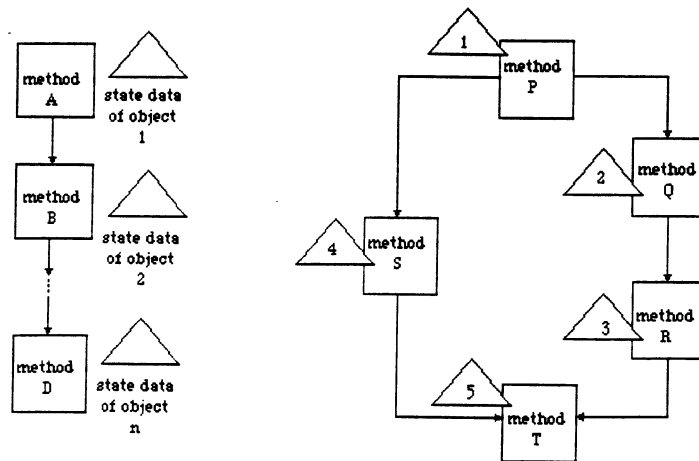 method
A
state data
of object
1
method
B
state data
of object
2
method
D
state data
of object
n
1
method
P
2
method
Q
4
method
S
3
method
R
5
method
T